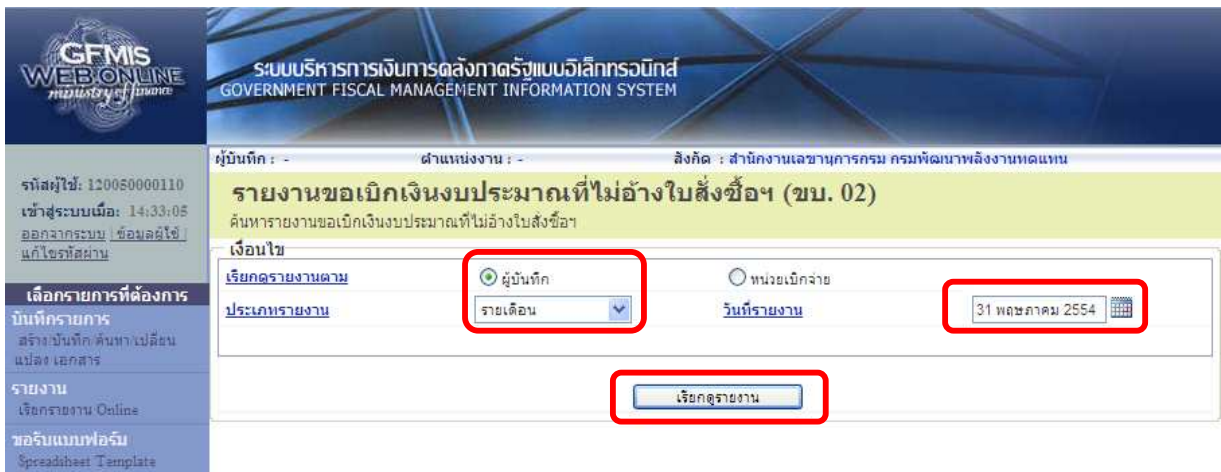 GFMIS
WEB ONLINE
ministry of finance
ระบบบริหารการเงินการคลังภาครัฐแบบอิเล็กทรอนิกส์
GOVERNMENT FISCAL MANAGEMENT INFORMATION SYSTEM
ผู้บันทึก : - ตำแหน่งงาน : - สังกัด : สำนักงานเลขานุการกรม กรมพัฒนาพลังงานทดแทน
รหัสผู้ใช้: 120050000110
เข้าสู่ระบบเมื่อ: 14:33:05
ออกจากระบบ | ข้อมูลผู้ใช้ |
แก้ไขรหัสผ่าน
รายงานขอเบิกเงินงบประมาณที่ไม่อ้างใบสั่งซื้อฯ (ขบ. 02)
ค้นหารายงานขอเบิกเงินงบประมาณที่ไม่อ้างใบสั่งซื้อฯ
เงื่อนไข
เรียกดูรายงานตาม ผู้บันทึก หน่วยเบิกจ่าย
ประเภทรายงาน รายเดือน วันที่รายงาน 31 พฤษภาคม 2554
เรียกดูรายงาน
เลือกรายการที่ต้องการ
บันทึกรายการ
สร้าง/บันทึก/ค้นหา/เปลี่ยน
แปลง เอกสาร
รายงาน
เรียกรายงาน Online
ขอรับแบบฟอร์ม
Spreadsheet Template